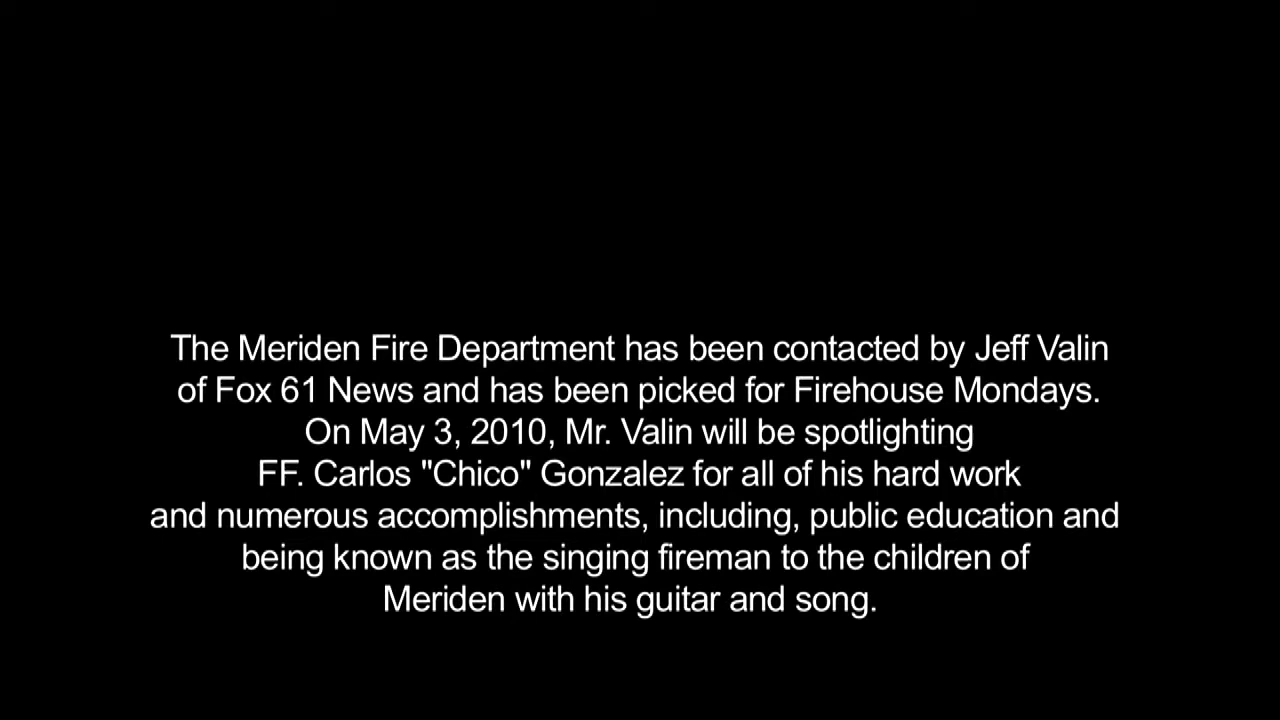 The Meriden Fire Department has been contacted by Jeff Valin
of Fox 61 News and has been picked for Firehouse Mondays.
On May 3, 2010, Mr. Valin will be spotlighting
FF. Carlos "Chico" Gonzalez for all of his hard work
and numerous accomplishments, including, public education and
being known as the singing fireman to the children of
Meriden with his guitar and song.